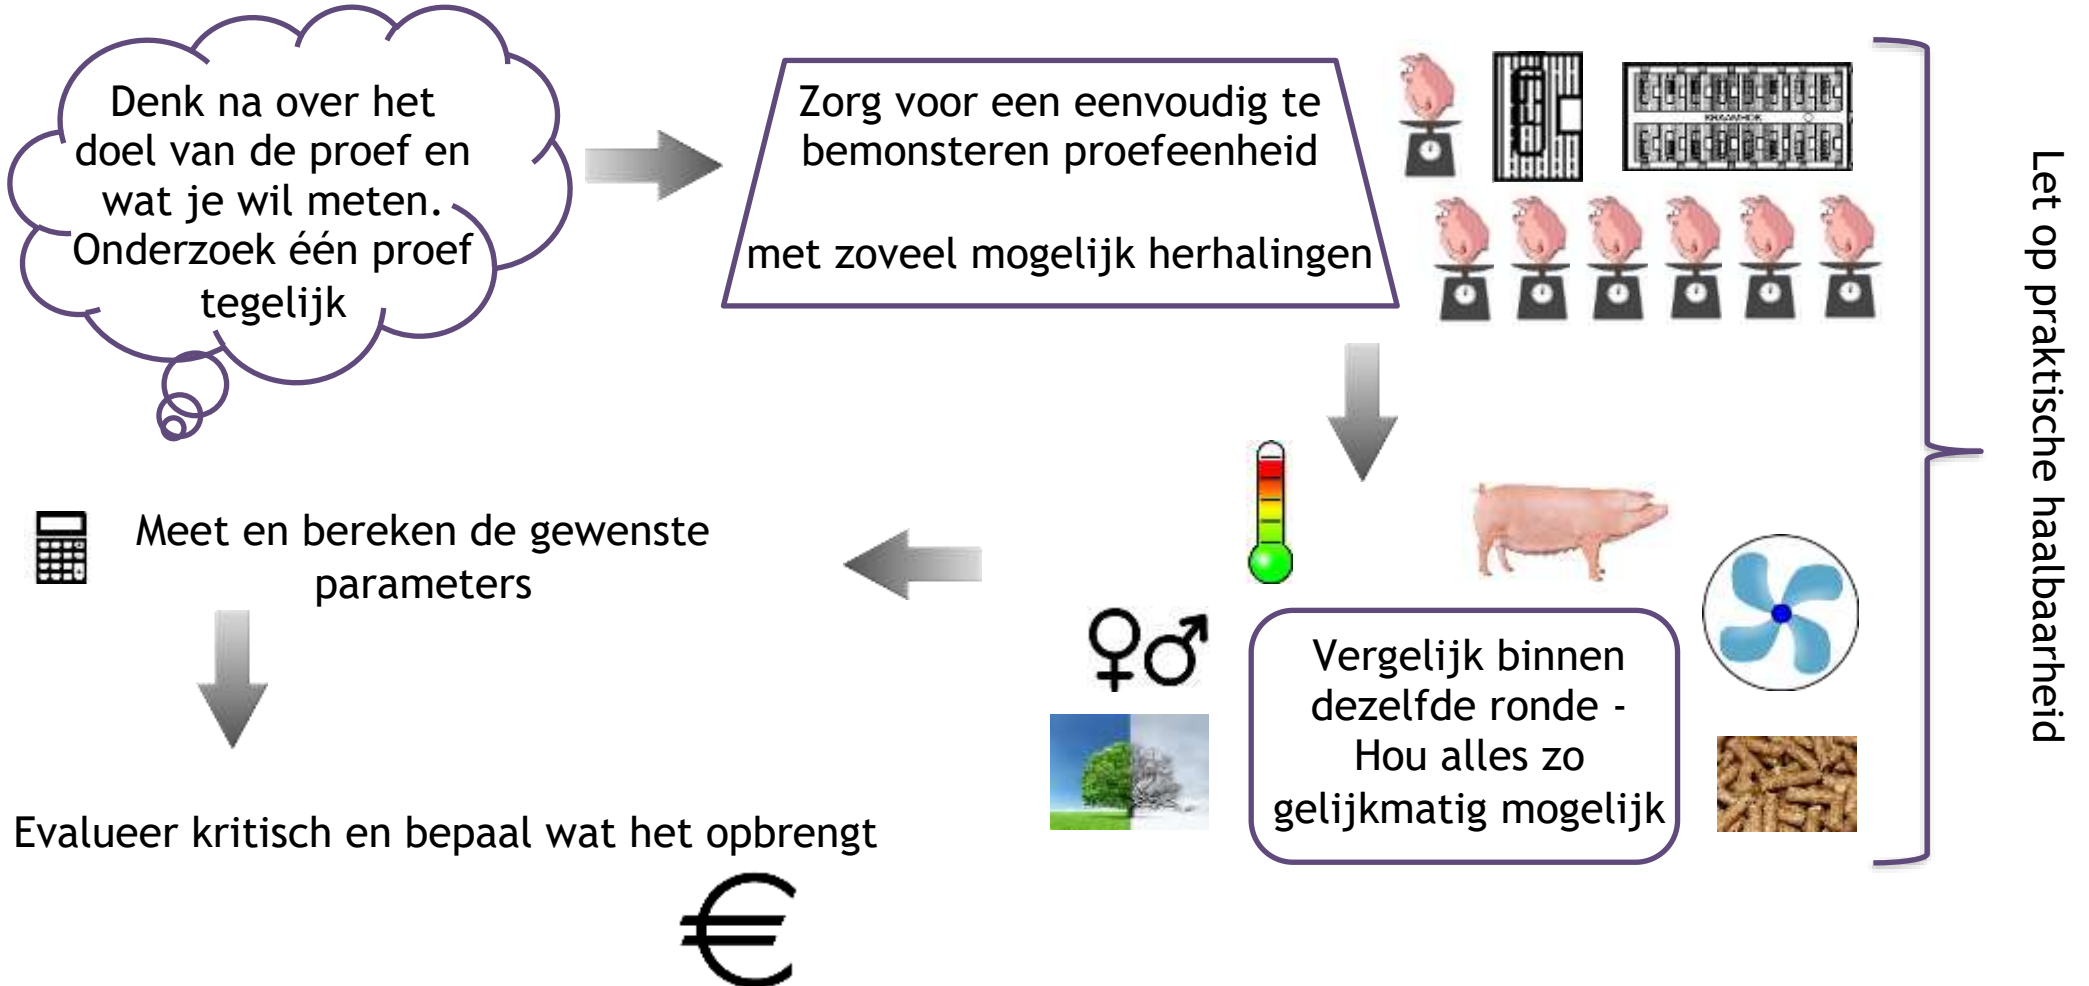 Denk na over het
doel van de proef en
wat je wil meten.
Onderzoek één proef
tegelijk
Zorg voor een eenvoudig te
bemonsteren proefeenheid
met zoveel mogelijk herhalingen
KRAAMHOK
Let op praktische haalbaarheid
Vergelijk binnen
dezelfde ronde -
Hou alles zo
gelijkmatig mogelijk
Meet en bereken de gewenste
parameters
Evalueer kritisch en bepaal wat het opbrengt
€